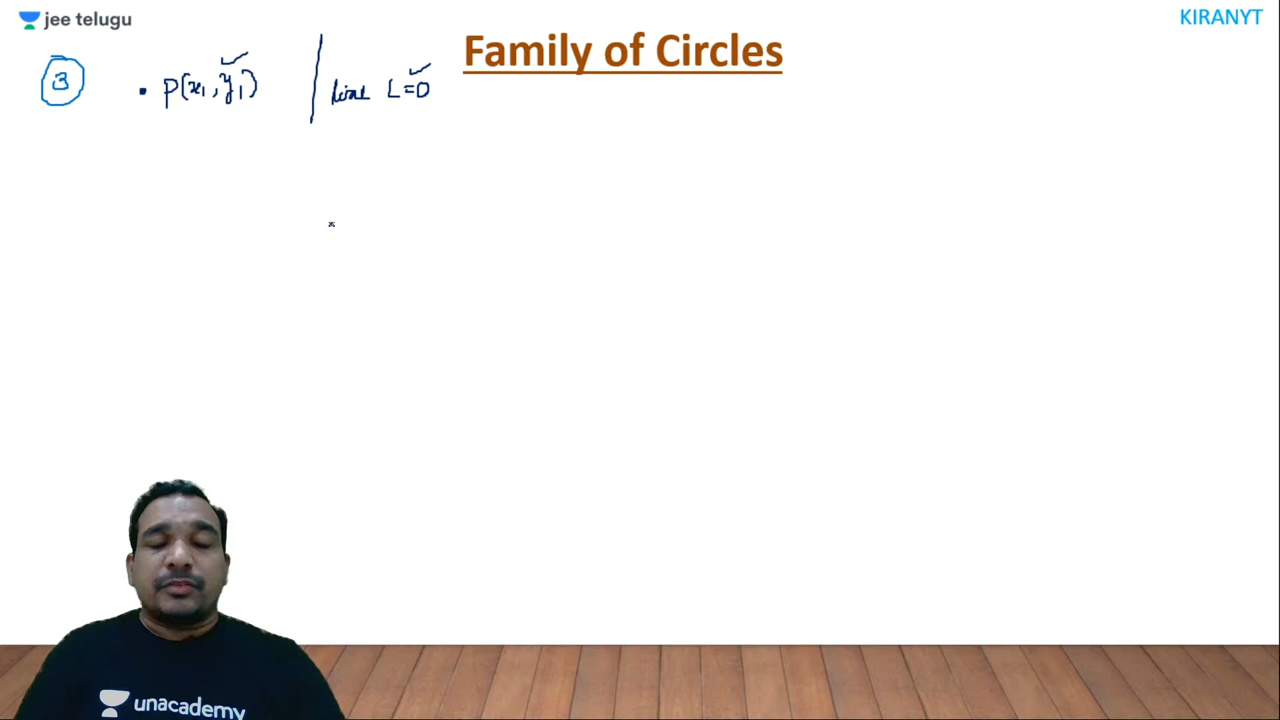 jee telugu
KIRANYT
Family of Circles
3
• P(x₁, y₁)
line L=0
unacademy